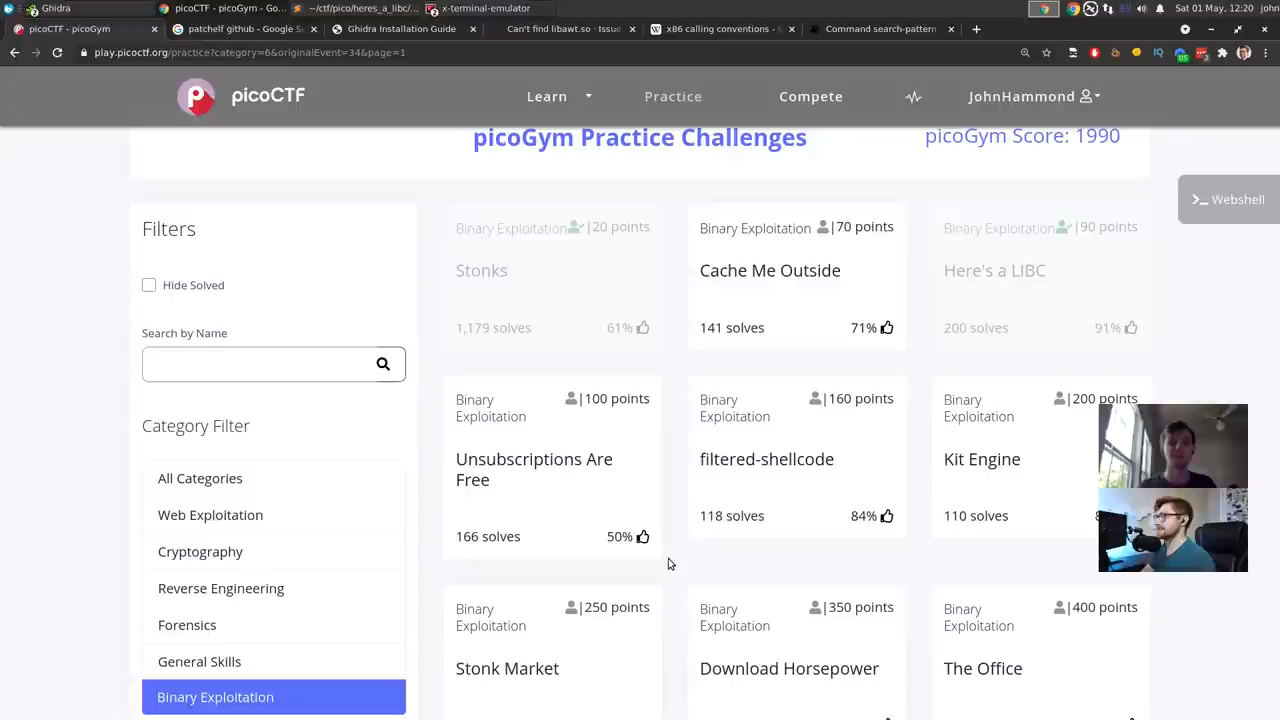 Ghidra
picoCTF - picoGym - Go...
~/ctf/pico/heres_a_libc/...
x-terminal-emulator
Sat 01 May, 12:20 john
picoCTF - picoGym
patchelf github - Google S
Ghidra Installation Guide
Can't find libawt.so · Issue
x86 calling conventions - W
Command search-pattern
play.picoctf.org/practice?category=6&originalEvent=34&page=1
picoCTF
Learn
Practice
Compete
JohnHammond
picoGym Practice Challenges
picoGym Score: 1990
>_ Webshell
Filters
Hide Solved
Search by Name
Category Filter
All Categories
Web Exploitation
Cryptography
Reverse Engineering
Forensics
General Skills
Binary Exploitation
Binary Exploitation |20 points
Stonks
1,179 solves 61%
Binary Exploitation |70 points
Cache Me Outside
141 solves 71%
Binary Exploitation |90 points
Here's a LIBC
200 solves 91%
Binary |100 points
Exploitation
Unsubscriptions Are
Free
166 solves 50%
Binary |160 points
Exploitation
filtered-shellcode
118 solves 84%
Binary |200 points
Exploitation
Kit Engine
110 solves
Binary |250 points
Exploitation
Stonk Market
Binary |350 points
Exploitation
Download Horsepower
Binary |400 points
Exploitation
The Office